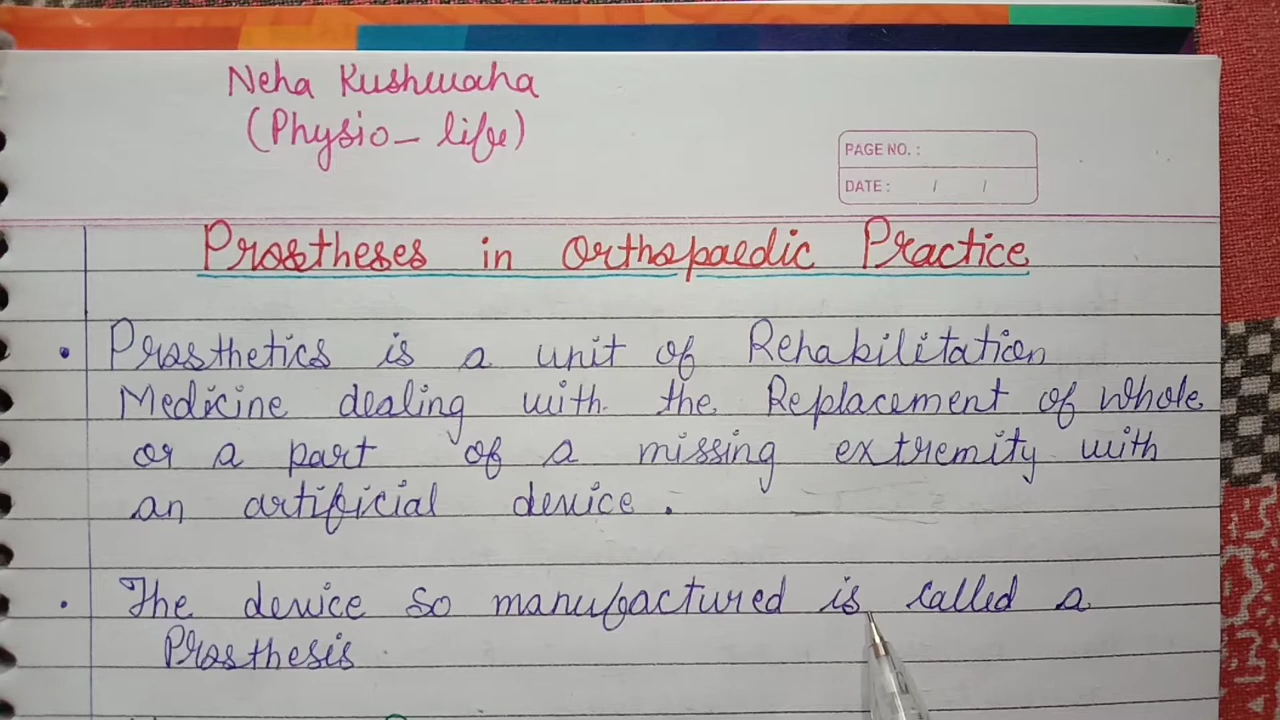 Neha Kushwaha
(Physio-life)
PAGE NO. :
DATE : / /
Prostheses in Orthopaedic Practice
• Prosthetics is a unit of Rehabilitation
Medicine dealing with the Replacement of whole
or a part of a missing extremity with
an artificial device.
• The device so manufactured is called a
Prosthesis